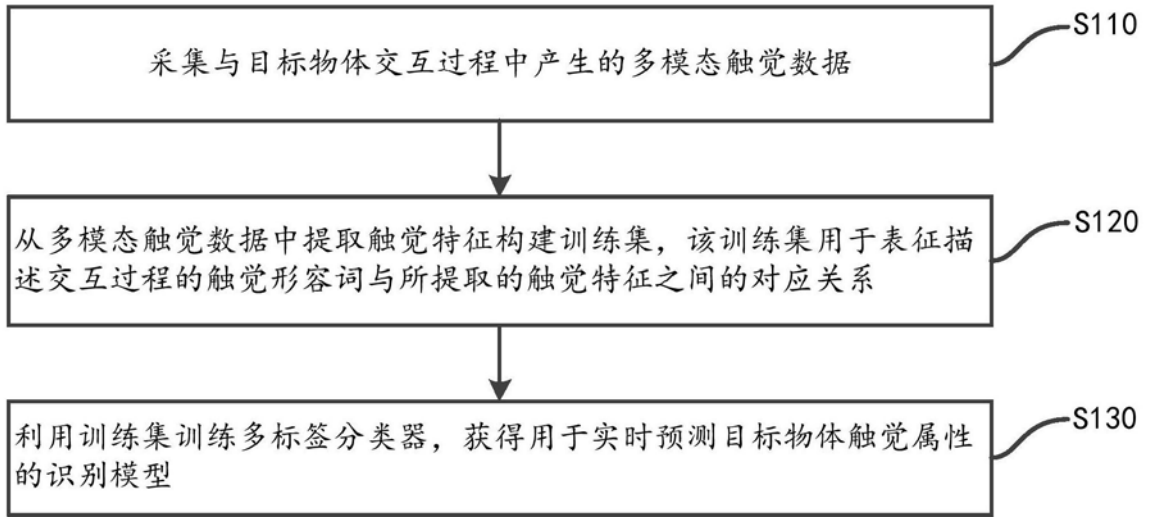 采集与目标物体交互过程中产生的多模态触觉数据
S110
从多模态触觉数据中提取触觉特征构建训练集，该训练集用于表征描
述交互过程的触觉形容词与所提取的触觉特征之间的对应关系
S120
利用训练集训练多标签分类器，获得用于实时预测目标物体触觉属性
的识别模型
S130